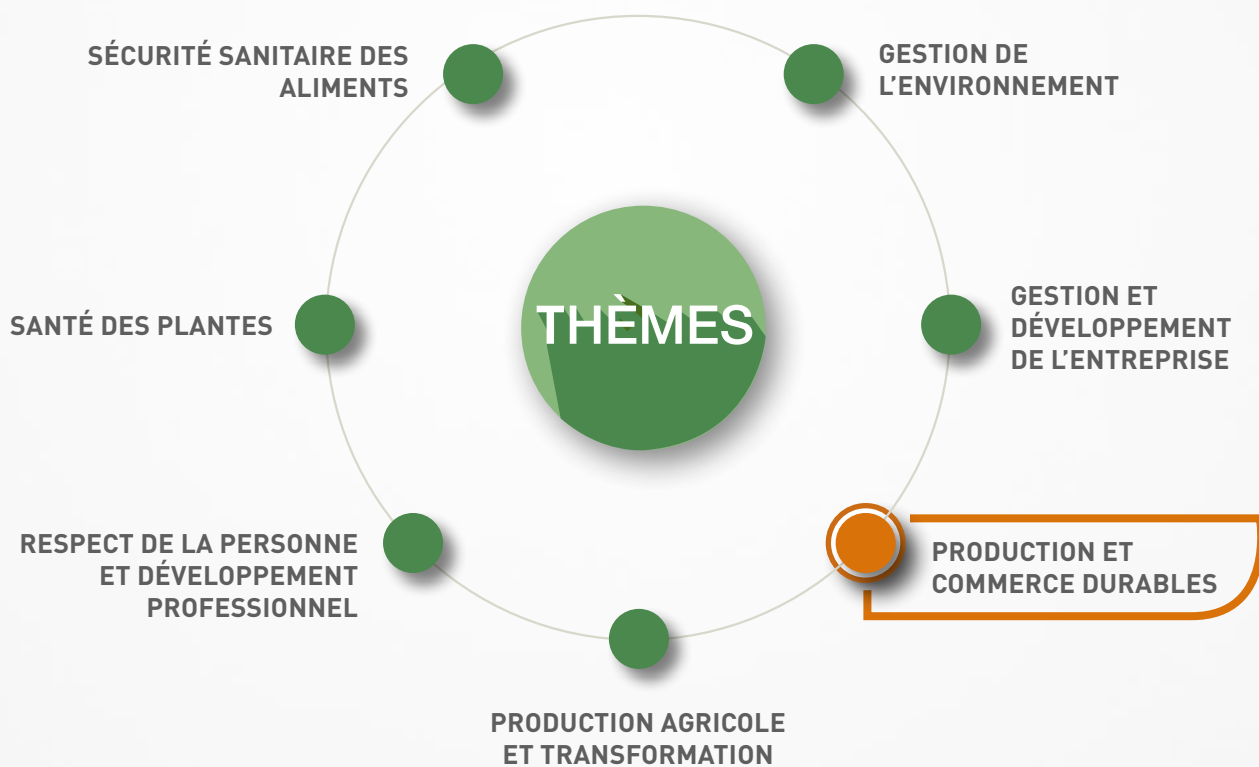 SÉCURITÉ SANITAIRE DES
ALIMENTS
GESTION DE
L’ENVIRONNEMENT
THÈMES
SANTÉ DES PLANTES
GESTION ET
DÉVELOPPEMENT
DE L’ENTREPRISE
RESPECT DE LA PERSONNE
ET DÉVELOPPEMENT
PROFESSIONNEL
PRODUCTION ET
COMMERCE DURABLES
PRODUCTION AGRICOLE
ET TRANSFORMATION